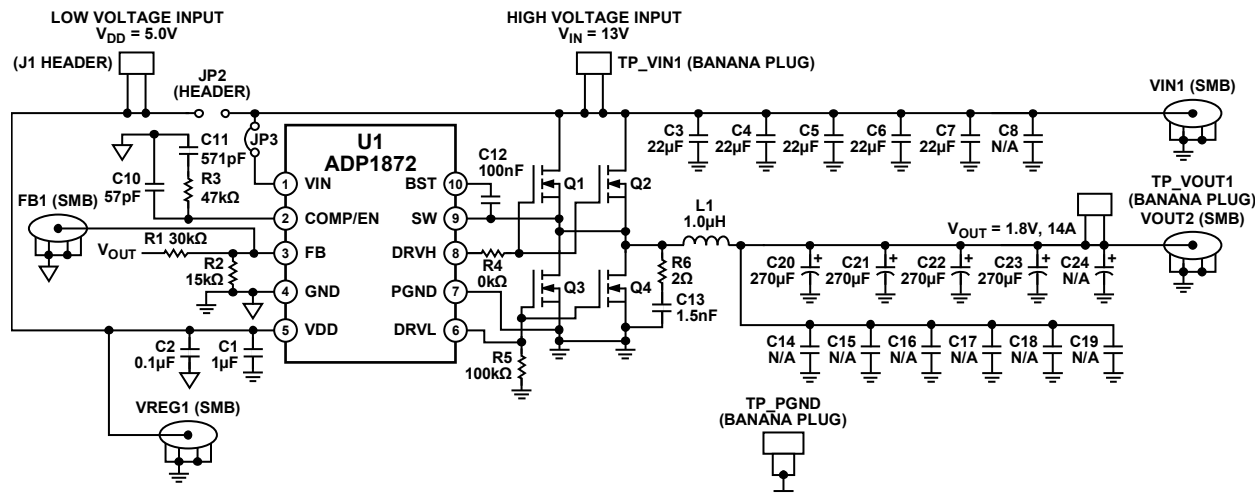 LOW VOLTAGE INPUT
VDD = 5.0V
(J1 HEADER)
JP2
(HEADER)
HIGH VOLTAGE INPUT
VIN = 13V
TP_VIN1 (BANANA PLUG)
VIN1 (SMB)
JP3
C11
571pF
R3
47kΩ
C10
57pF
FB1 (SMB)
VOUT
R1 30kΩ
R2
15kΩ
C2
0.1µF
C1
1µF
VREG1 (SMB)
U1
ADP1872
1 VIN
2 COMP/EN
3 FB
4 GND
5 VDD
BST 10
SW 9
DRVH 8
PGND 7
DRVL 6
C12
100nF
R4
0kΩ
R5
100kΩ
Q1
Q2
Q3
Q4
C3
22µF
C4
22µF
C5
22µF
C6
22µF
C7
22µF
C8
N/A
L1
1.0µH
R6
2Ω
C13
1.5nF
VOUT = 1.8V, 14A
TP_VOUT1
(BANANA PLUG)
VOUT2 (SMB)
C20
270µF
+
C21
270µF
+
C22
270µF
+
C23
270µF
+
C24
N/A
+
C14
N/A
C15
N/A
C16
N/A
C17
N/A
C18
N/A
C19
N/A
TP_PGND
(BANANA PLUG)